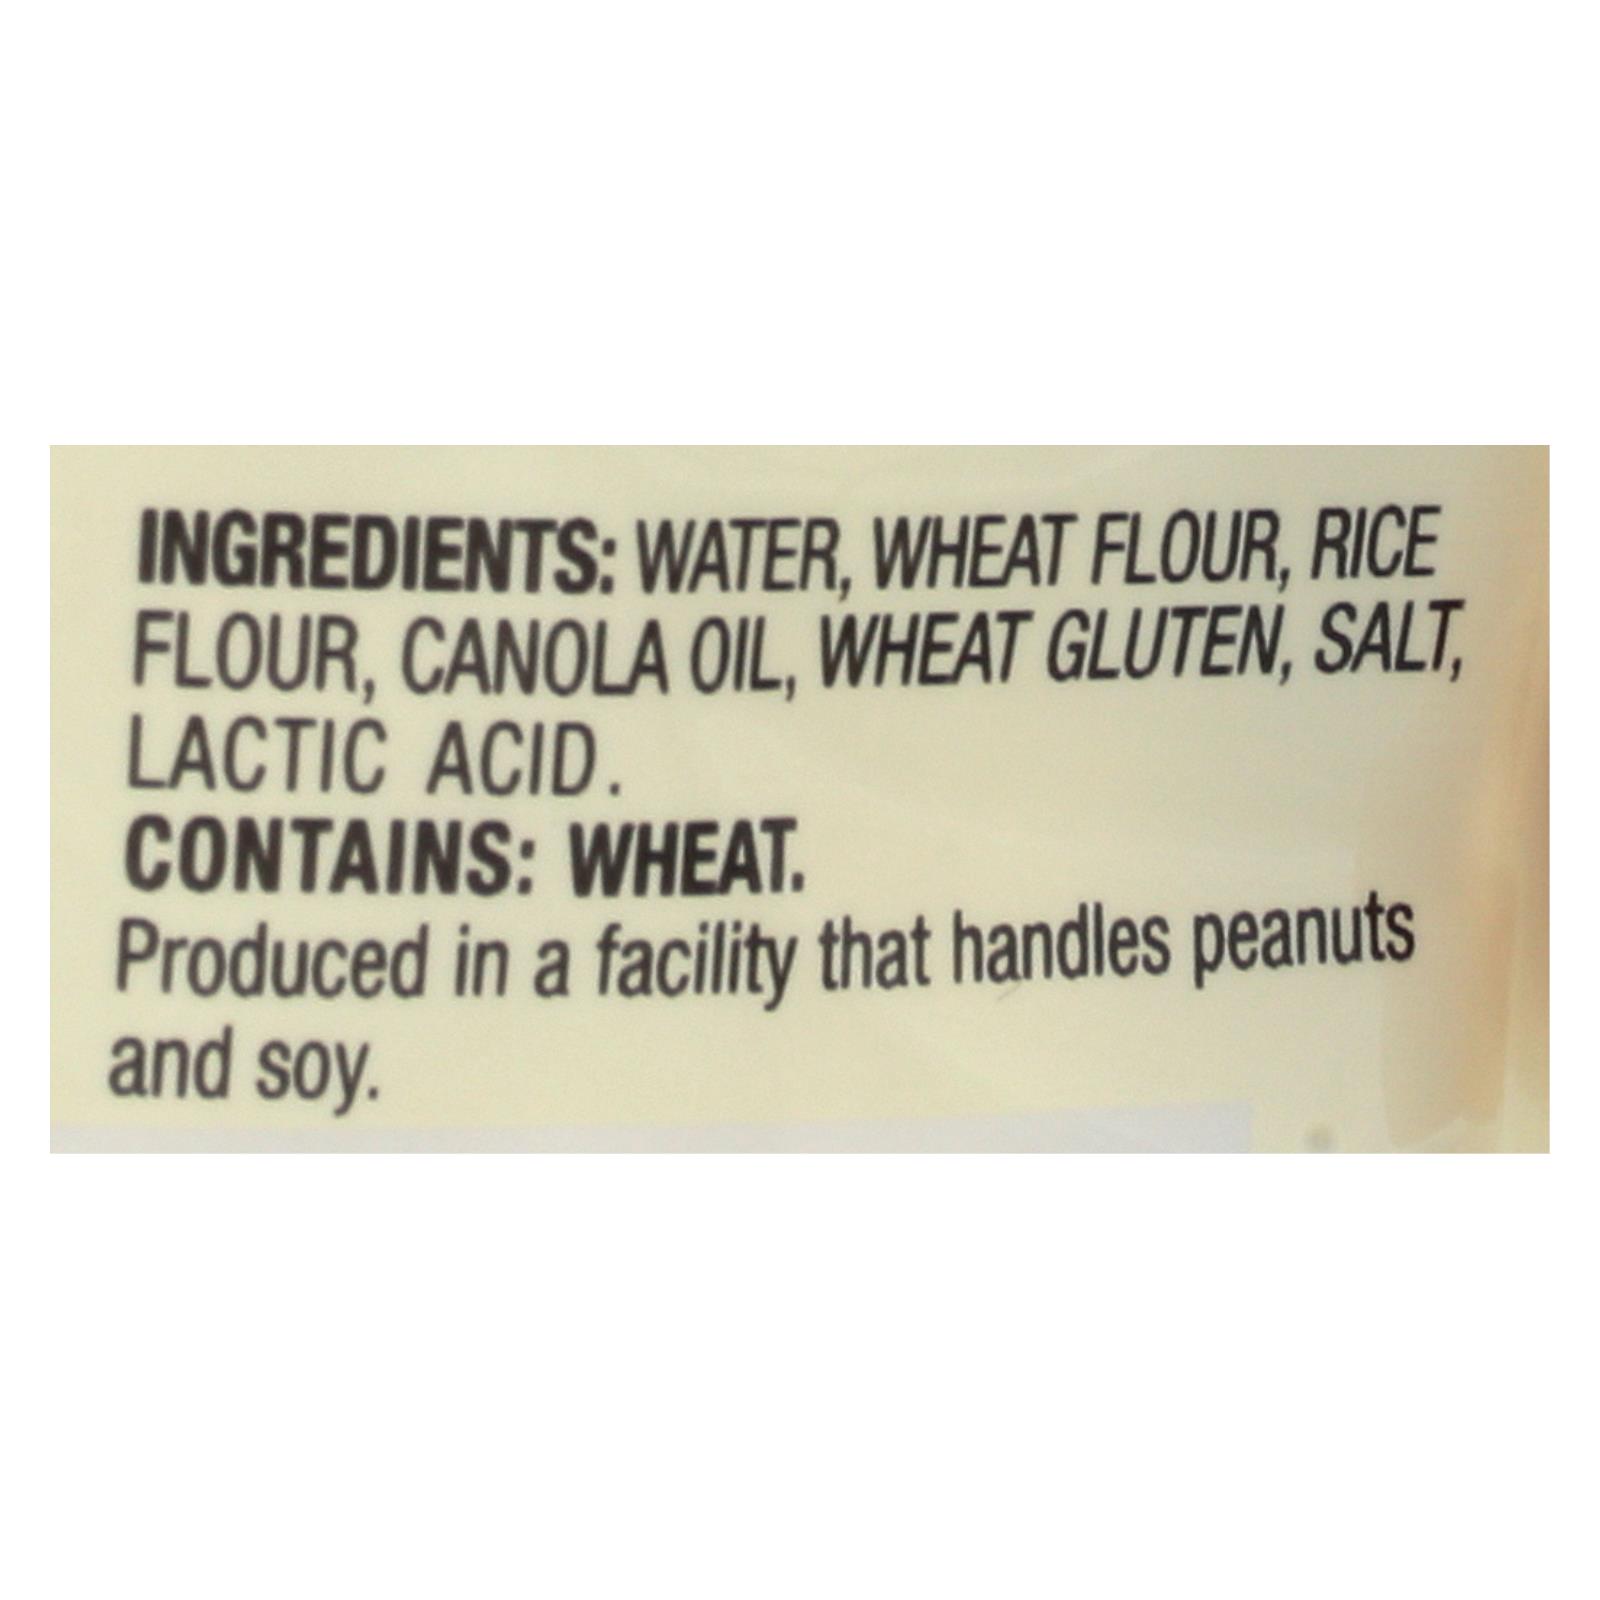 INGREDIENTS: WATER, WHEAT FLOUR, RICE
FLOUR, CANOLA OIL, WHEAT GLUTEN, SALT,
LACTIC ACID.
CONTAINS: WHEAT.
Produced in a facility that handles peanuts
and soy.